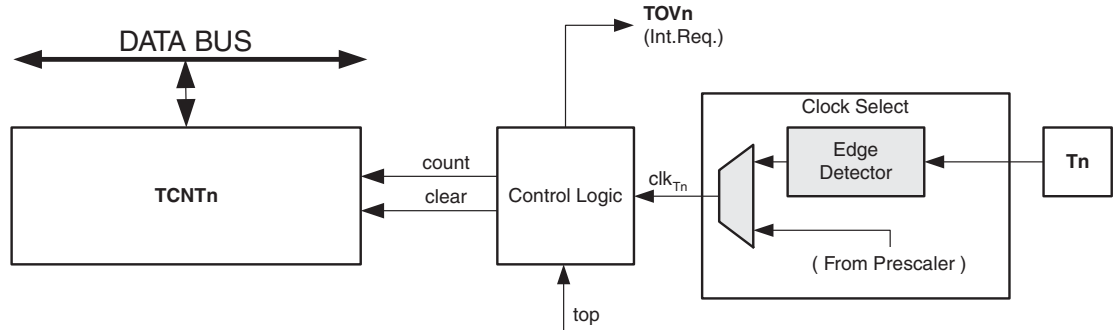 TOVn
(Int.Req.)
DATA BUS
Clock Select
Edge
Detector
Tn
TCNTn
count
clear
Control Logic
clkTn
( From Prescaler )
top